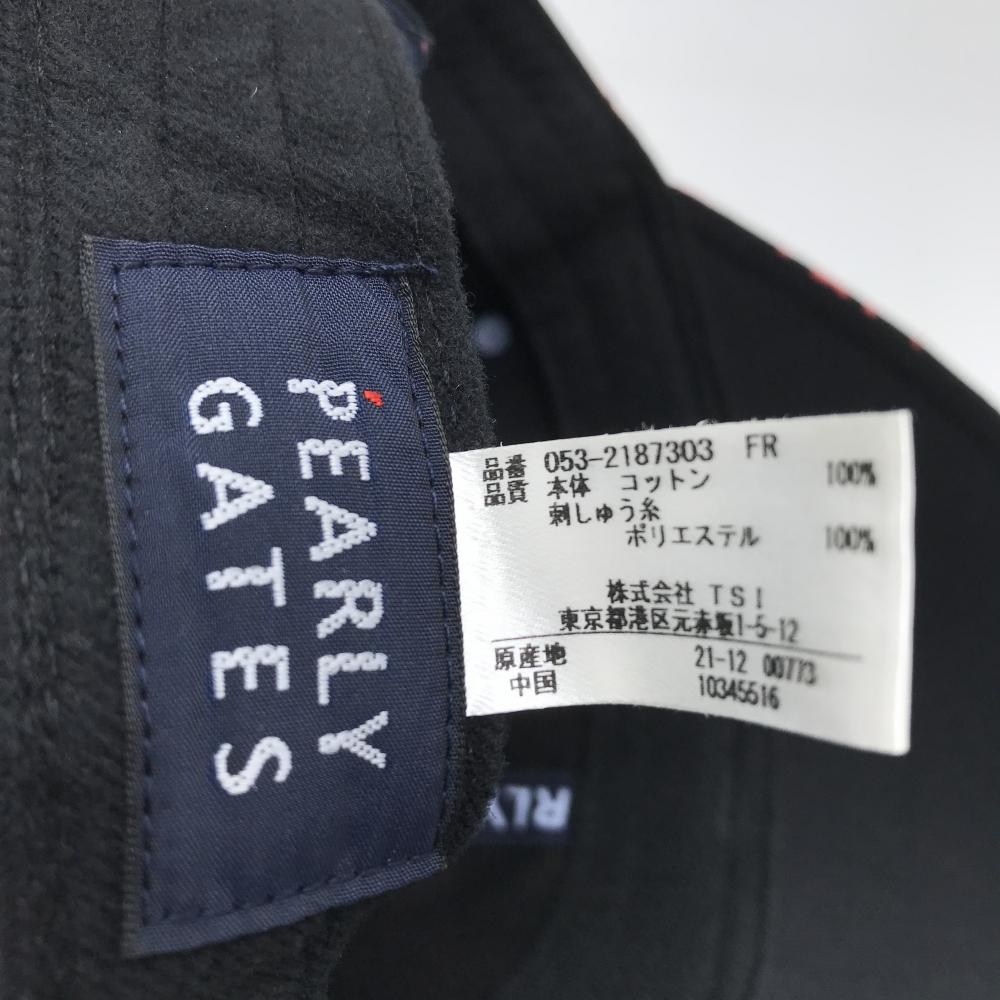 PEARLY
GATES
品番 053-2187303 FR
品質 本体 コットン 100%
刺しゅう糸
ポリエステル 100%
株式会社 TSI
東京都港区元赤坂1-5-12
原産地 21-12 00773
中国 10345516
RLY